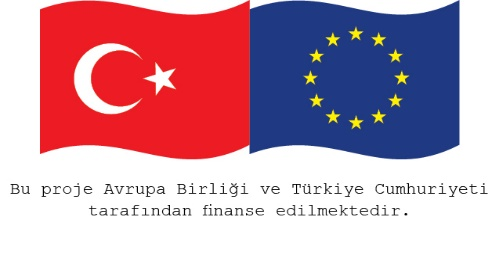 Bu proje Avrupa Birliği ve Türkiye Cumhuriyeti
tarafından finanse edilmektedir.